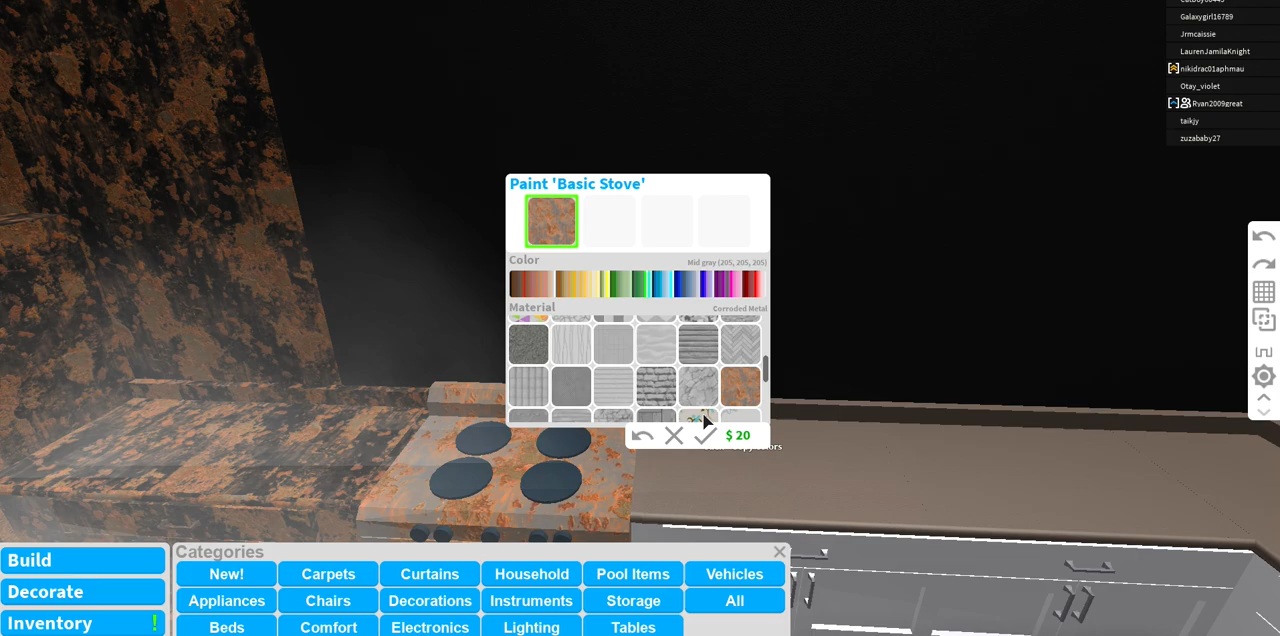 Galaxygirl16789
Jrmcaissie
LaurenJamilaKnight
nikidrac01aphmau
Otay_violet
Ryan2009great
taikjy
zuzababy27
Paint 'Basic Stove'
Color
Mid gray (205, 205, 205)
Material
Corroded Metal
$ 20
Colors
Build
Decorate
Inventory !
Categories
New! Carpets Curtains Household Pool Items Vehicles
Appliances Chairs Decorations Instruments Storage All
Beds Comfort Electronics Lighting Tables